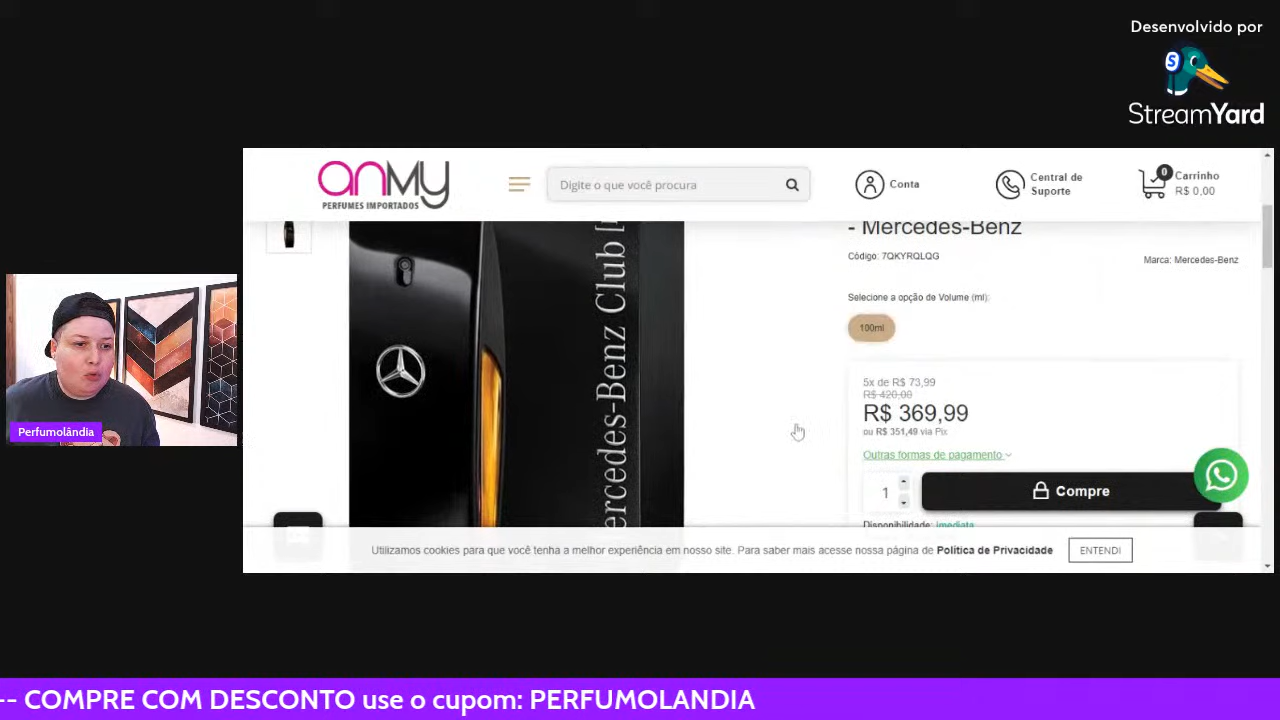 Desenvolvido por
StreamYard
anMy
PERFUMES IMPORTADOS
Digite o que você procura
Conta
Central de
Suporte
0
Carrinho
R$ 0,00
- Mercedes-Benz
Código: 7QKYRQLQG
Marca: Mercedes-Benz
Selecione a opção de Volume (ml):
100ml
5x de R$ 73,99
R$ 420,00
R$ 369,99
ou R$ 351,49 via Pix
Outras formas de pagamento
1
Compre
Disponibilidade: imediata
ercedes-Benz Club [
Utilizamos cookies para que você tenha a melhor experiência em nosso site. Para saber mais acesse nossa página de Política de Privacidade
ENTENDI
Perfumolândia
-- COMPRE COM DESCONTO use o cupom: PERFUMOLANDIA